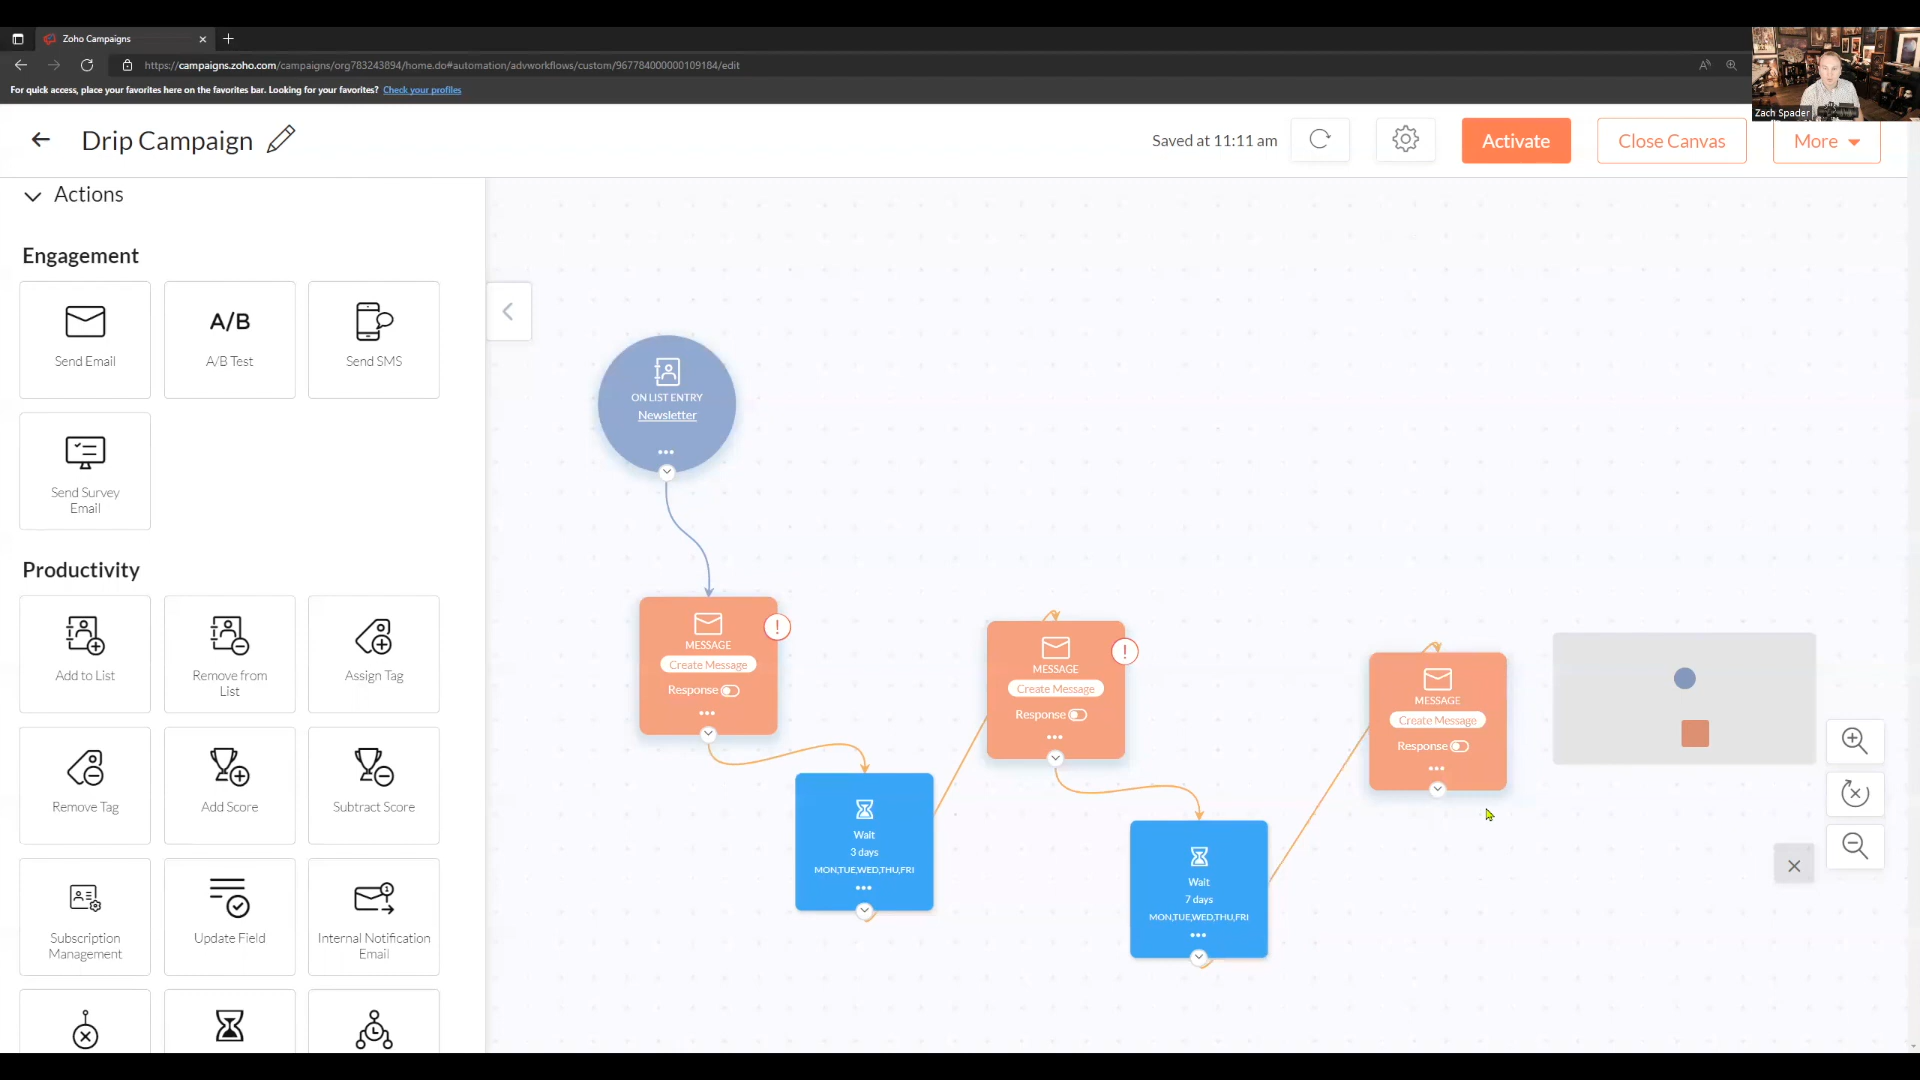 Zoho Campaigns
https://campaigns.zoho.com/campaigns/org783243894/home.do#automation/advworkflows/custom/967784000000109184/edit
For quick access, place your favorites here on the favorites bar. Looking for your favorites? Check your profiles
Zach Spader
Drip Campaign
Saved at 11:11 am
Activate
Close Canvas
More
Actions
Engagement
Send Email
A/B
A/B Test
Send SMS
Send Survey
Email
Productivity
Add to List
Remove from
List
Assign Tag
Remove Tag
Add Score
Subtract Score
Subscription
Management
Update Field
Internal Notification
Email
ON LIST ENTRY
Newsletter
MESSAGE
Create Message
Response
Wait
3 days
MON,TUE,WED,THU,FRI
MESSAGE
Create Message
Response
Wait
7 days
MON,TUE,WED,THU,FRI
MESSAGE
Create Message
Response